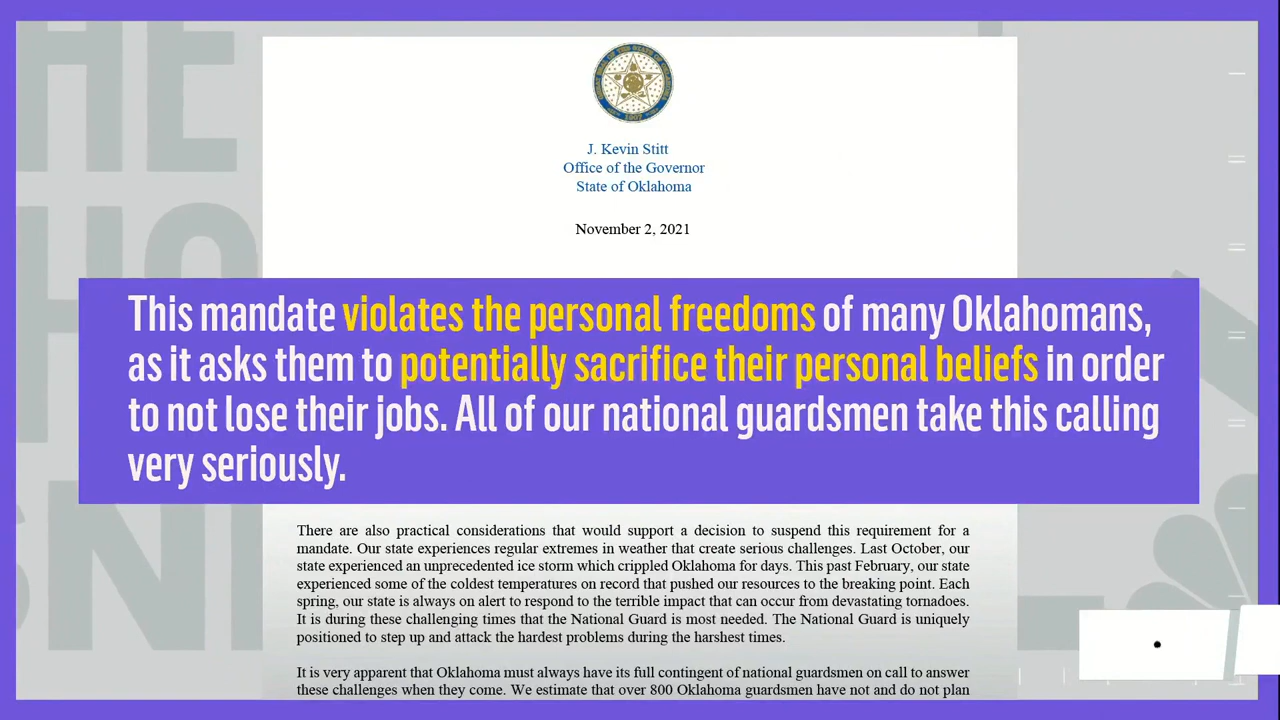 J. Kevin Stitt
Office of the Governor
State of Oklahoma
November 2, 2021
This mandate violates the personal freedoms of many Oklahomans,
as it asks them to potentially sacrifice their personal beliefs in order
to not lose their jobs. All of our national guardsmen take this calling
very seriously.
There are also practical considerations that would support a decision to suspend this requirement for a
mandate. Our state experiences regular extremes in weather that create serious challenges. Last October, our
state experienced an unprecedented ice storm which crippled Oklahoma for days. This past February, our state
experienced some of the coldest temperatures on record that pushed our resources to the breaking point. Each
spring, our state is always on alert to respond to the terrible impact that can occur from devastating tornadoes.
It is during these challenging times that the National Guard is most needed. The National Guard is uniquely
positioned to step up and attack the hardest problems during the harshest times.
It is very apparent that Oklahoma must always have its full contingent of national guardsmen on call to answer
these challenges when they come. We estimate that over 800 Oklahoma guardsmen have not and do not plan